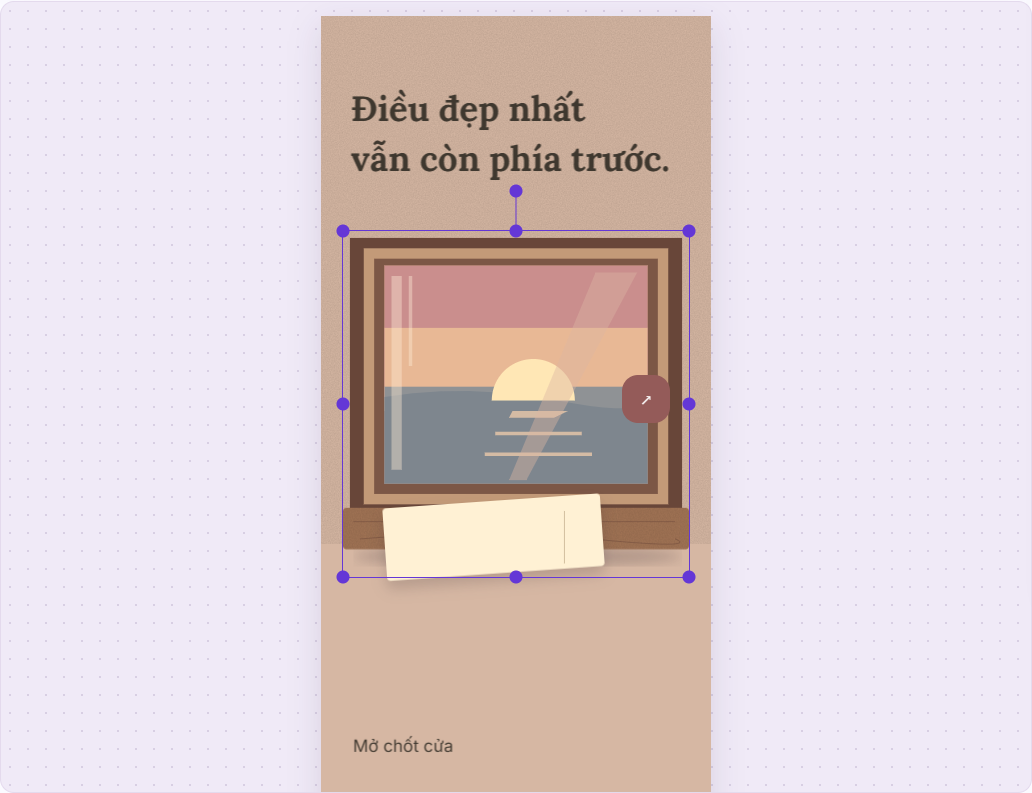 Điều đẹp nhất
vẫn còn phía trước.
Mở chốt cửa